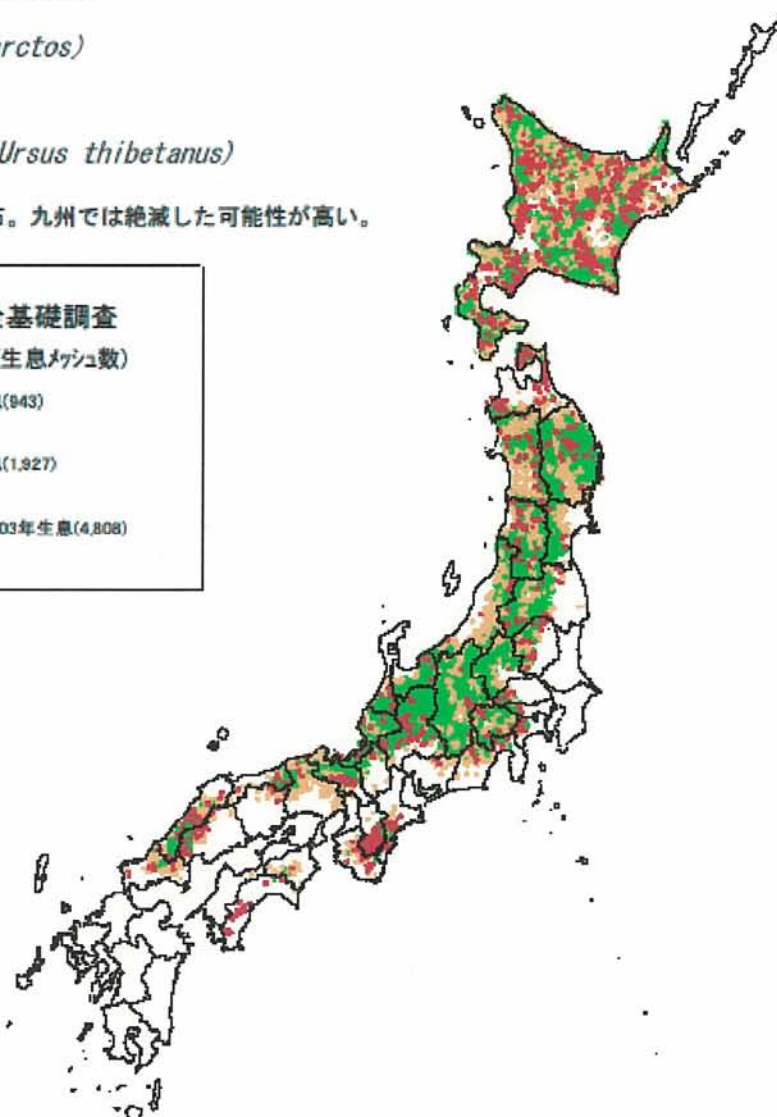 rctos)
Ursus thibetanus)
。九州では絶滅した可能性が高い。
基礎調査
生息メッシュ数)
(943)
(1,927)
03年生息(4,808)